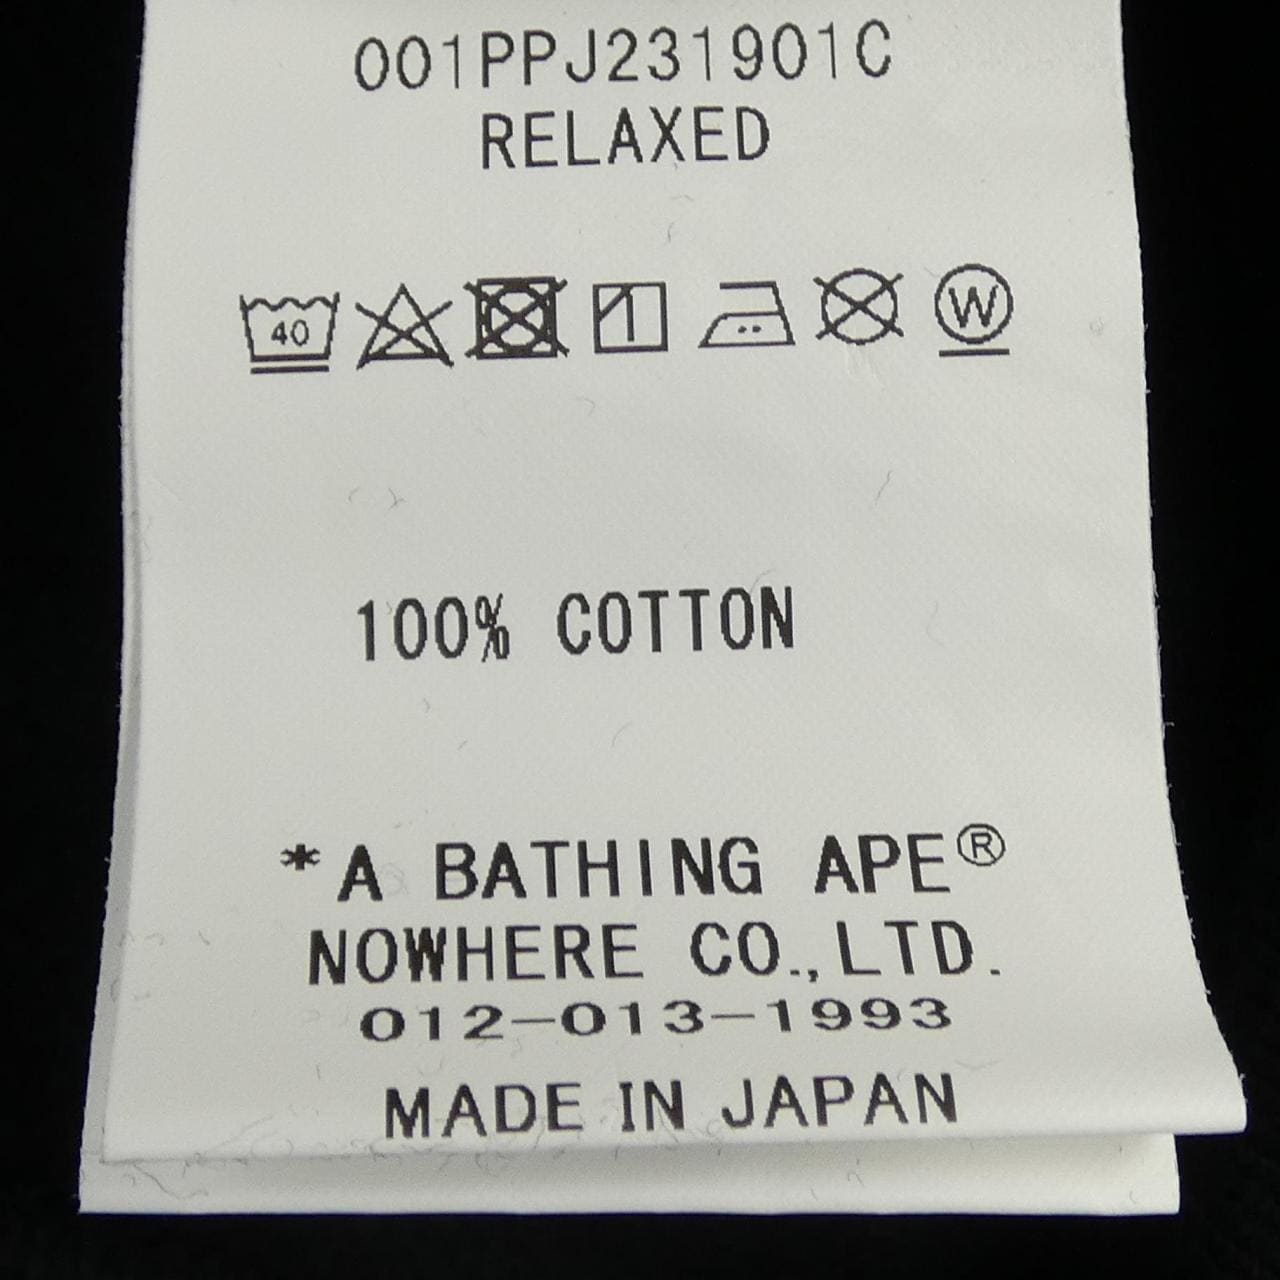 001PPJ231901C
RELAXED
40 W
100% COTTON
*A BATHING APE®
NOWHERE CO.,LTD.
012-013-1993
MADE IN JAPAN